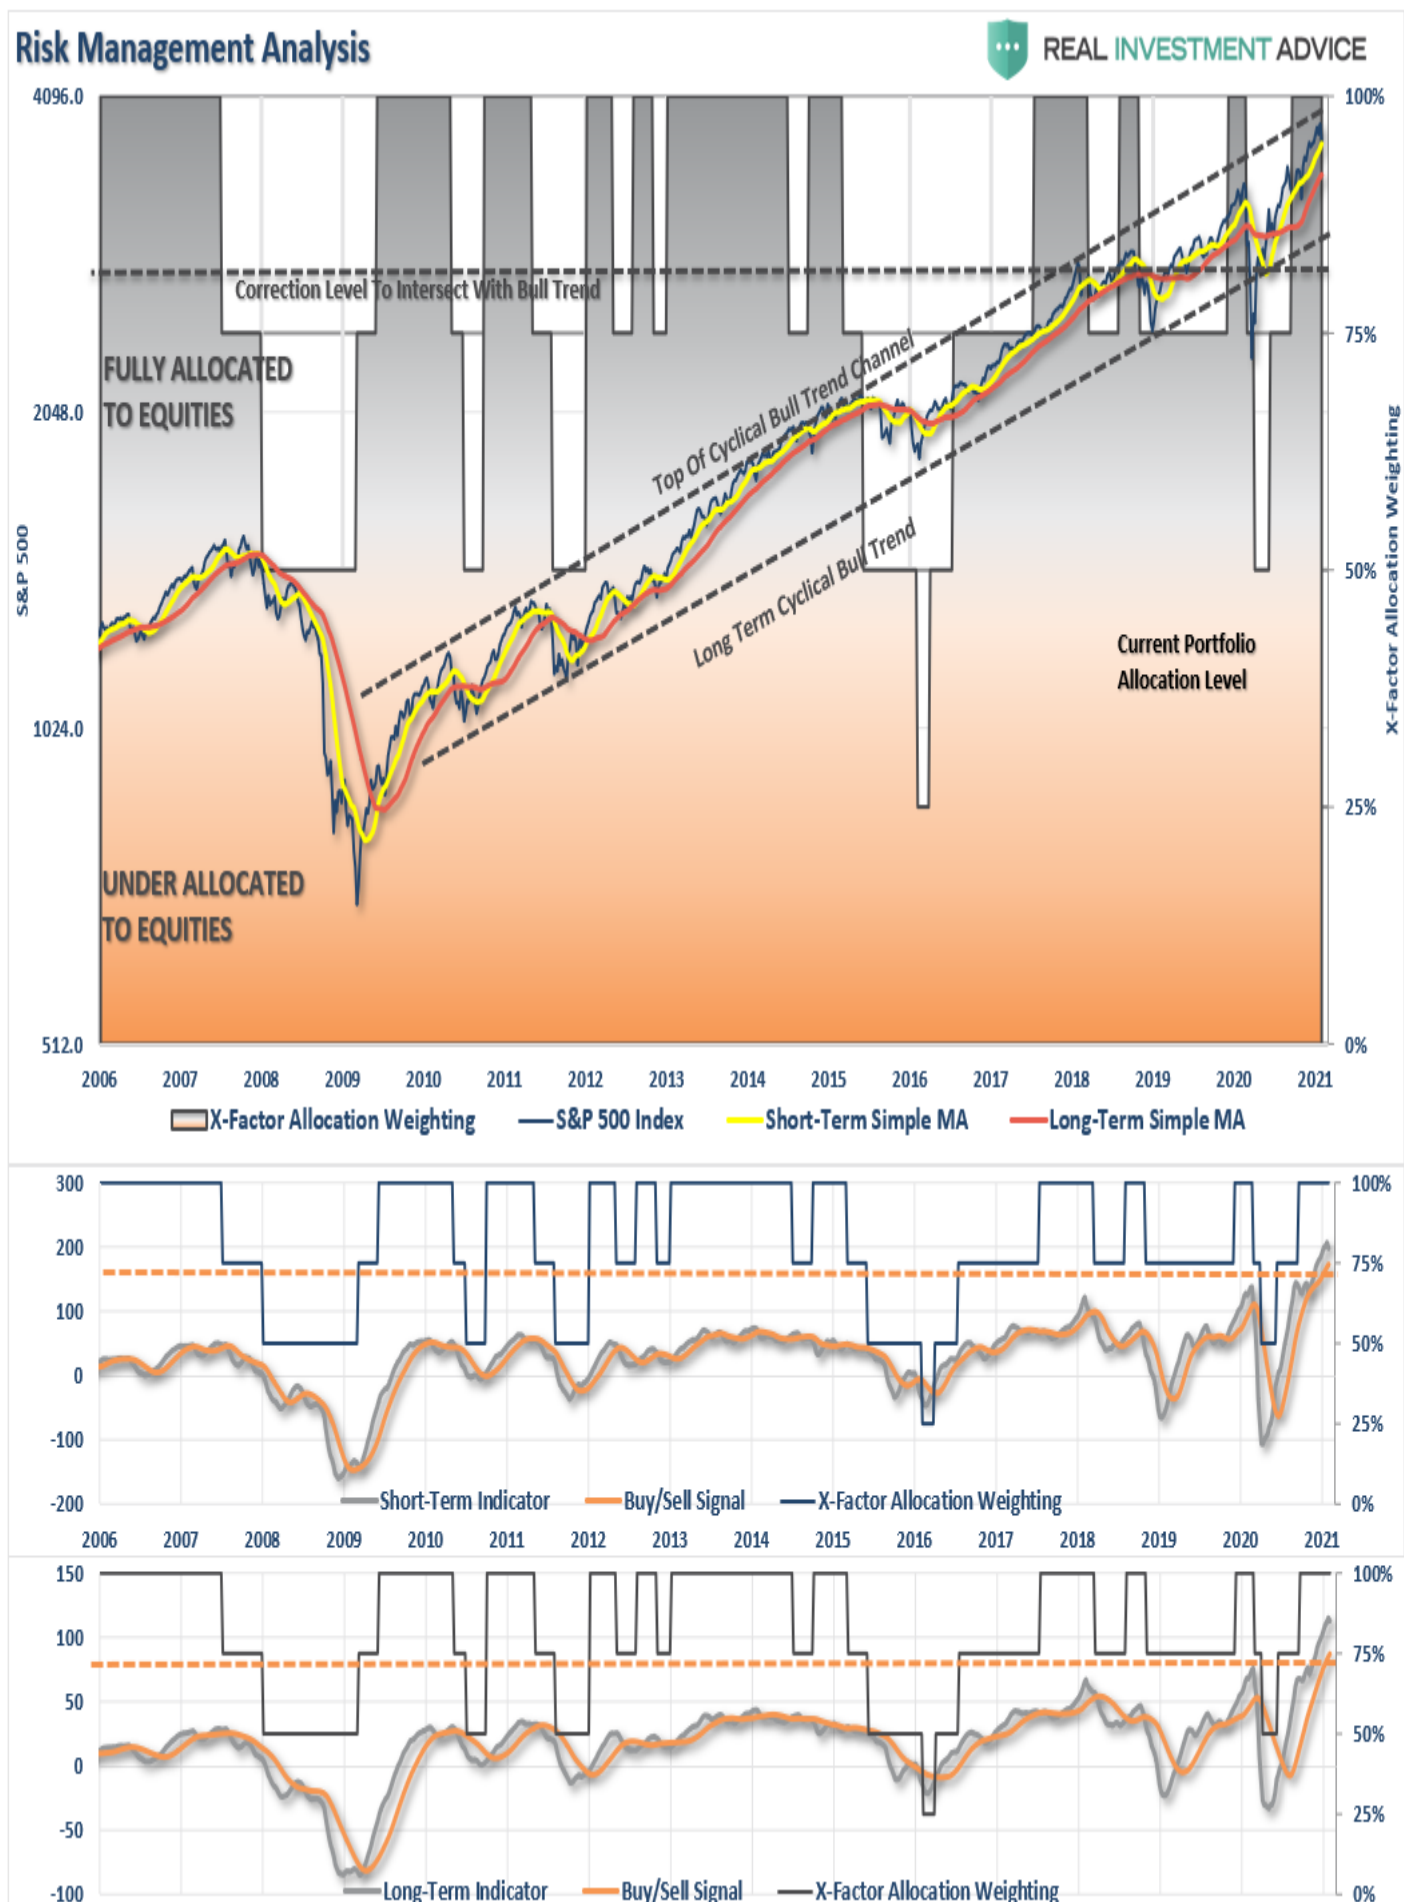 Risk Management Analysis
REAL INVESTMENT ADVICE
4096.0
2048.0
1024.0
512.0
S&P 500
100%
75%
50%
25%
0%
X-Factor Allocation Weighting
Correction Level To Intersect With Bull Trend
FULLY ALLOCATED
TO EQUITIES
Top Of Cyclical Bull Trend Channel
Long Term Cyclical Bull Trend
Current Portfolio
Allocation Level
UNDER ALLOCATED
TO EQUITIES
2006 2007 2008 2009 2010 2011 2012 2013 2014 2015 2016 2017 2018 2019 2020 2021
X-Factor Allocation Weighting S&P 500 Index Short-Term Simple MA Long-Term Simple MA
300
200
100
0
-100
-200
100%
75%
50%
25%
0%
Short-Term Indicator Buy/Sell Signal X-Factor Allocation Weighting
2006 2007 2008 2009 2010 2011 2012 2013 2014 2015 2016 2017 2018 2019 2020 2021
150
100
50
0
-50
-100
100%
75%
50%
25%
0%
Long-Term Indicator Buy/Sell Signal X-Factor Allocation Weighting